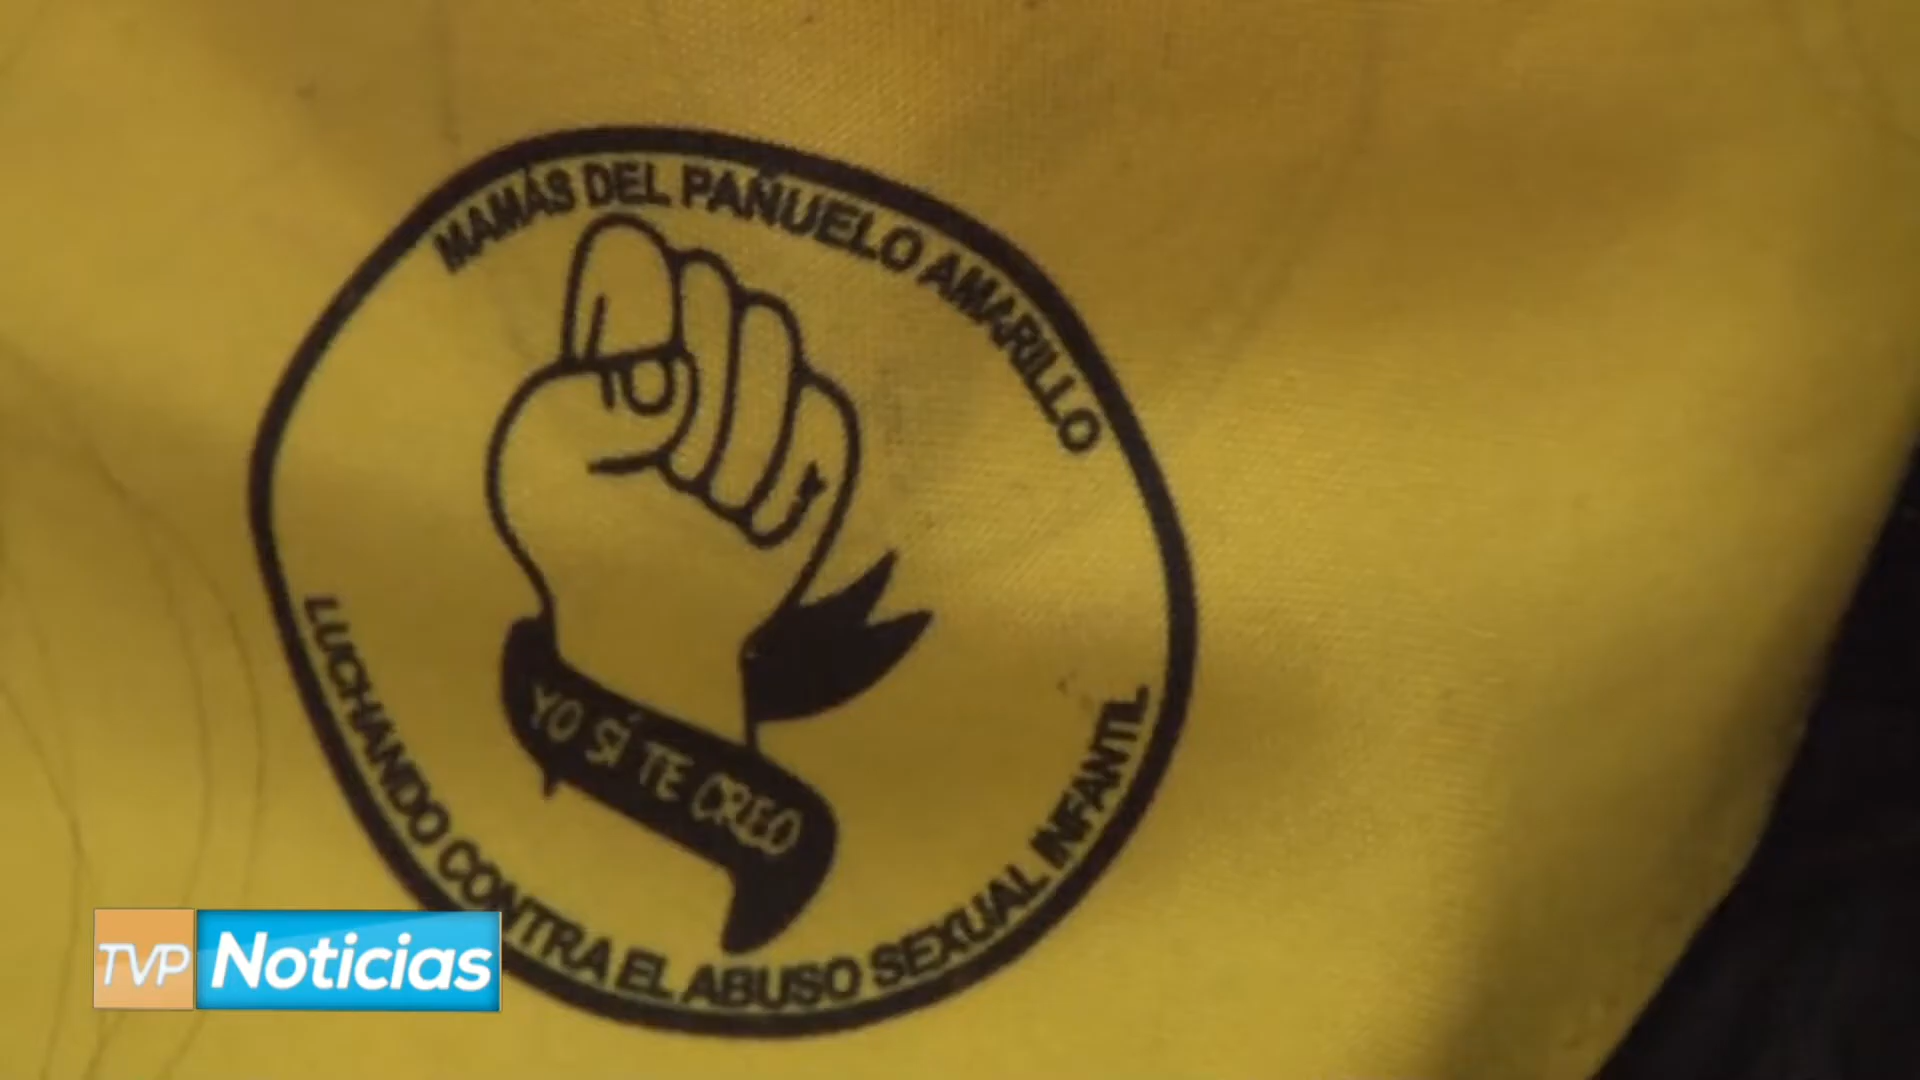 MAMÁS DEL PAÑUELO AMARILLO
YO SÍ TE CREO
LUCHANDO CONTRA EL ABUSO SEXUAL INFANTIL
TVP Noticias